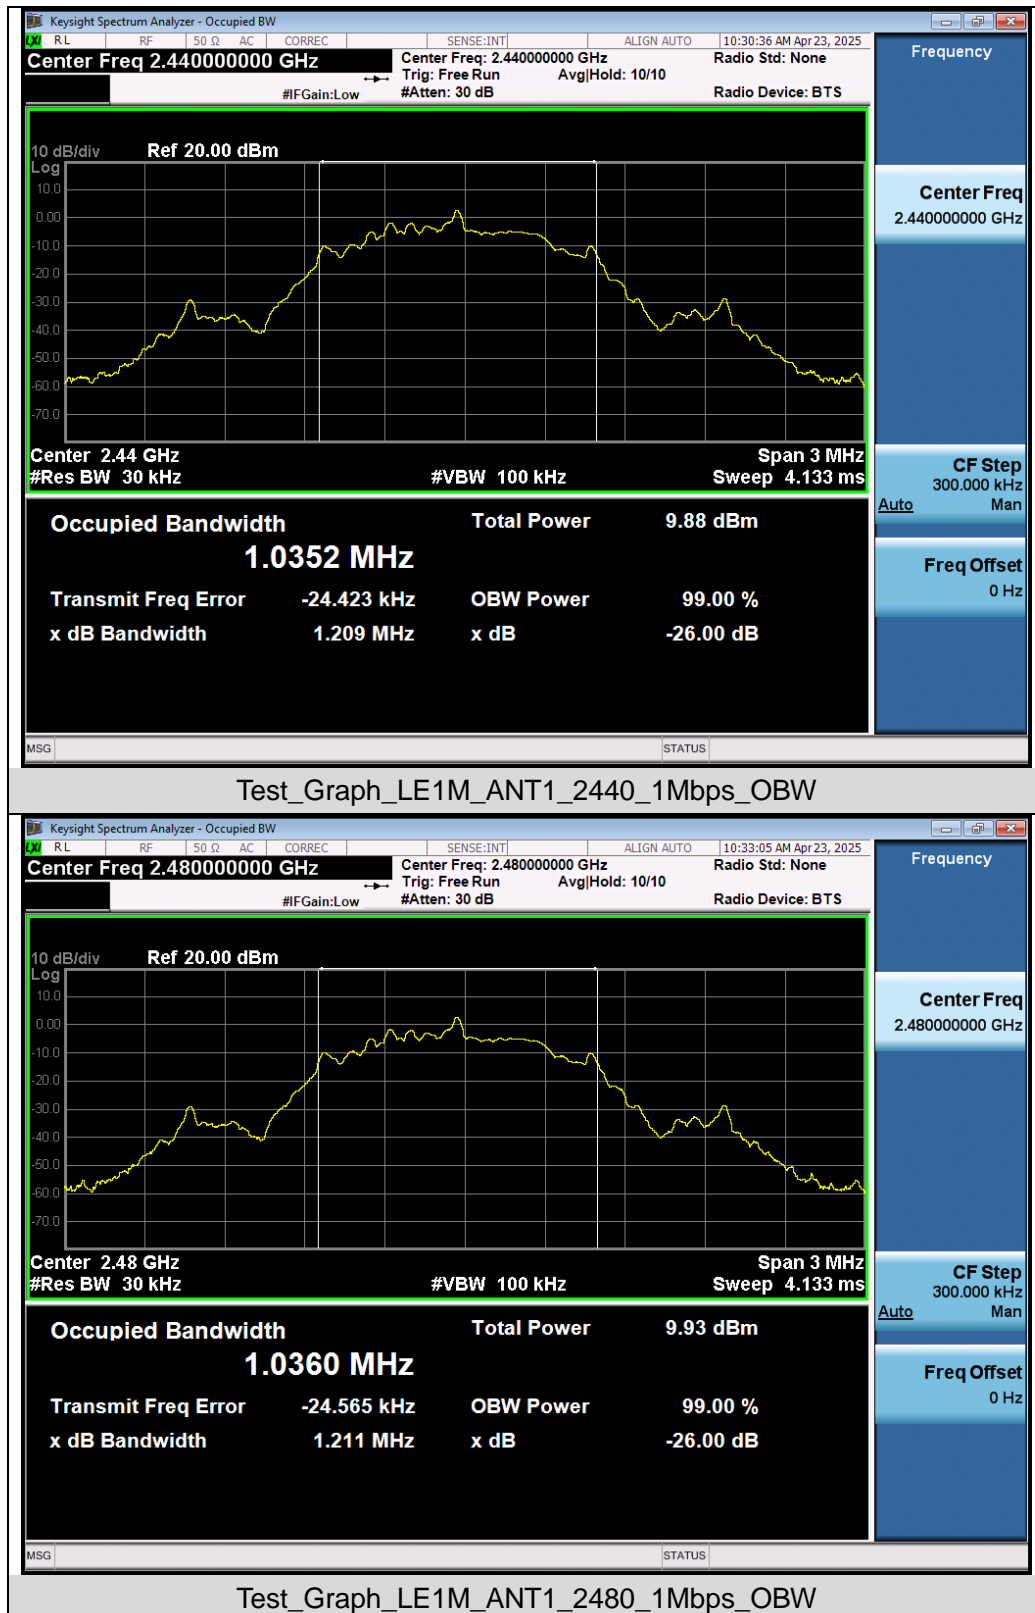 Keysight Spectrum Analyzer - Occupied BW
LXI RL RF 50 Ω AC CORREC SENSE:INT ALIGN AUTO 10:30:36 AM Apr 23, 2025
Center Freq 2.440000000 GHz Center Freq: 2.440000000 GHz Radio Std: None
Trig: Free Run Avg|Hold: 10/10
#IFGain:Low #Atten: 30 dB Radio Device: BTS
10 dB/div Ref 20.00 dBm
Log
10.0
0.00
-10.0
-20.0
-30.0
-40.0
-50.0
-60.0
-70.0
Center 2.44 GHz Span 3 MHz
#Res BW 30 kHz #VBW 100 kHz Sweep 4.133 ms
Occupied Bandwidth Total Power 9.88 dBm
1.0352 MHz
Transmit Freq Error -24.423 kHz OBW Power 99.00 %
x dB Bandwidth 1.209 MHz x dB -26.00 dB
MSG STATUS
Frequency
Center Freq
2.440000000 GHz
CF Step
300.000 kHz
Auto Man
Freq Offset
0 Hz
Test_Graph_LE1M_ANT1_2440_1Mbps_OBW
Keysight Spectrum Analyzer - Occupied BW
LXI RL RF 50 Ω AC CORREC SENSE:INT ALIGN AUTO 10:33:05 AM Apr 23, 2025
Center Freq 2.480000000 GHz Center Freq: 2.480000000 GHz Radio Std: None
Trig: Free Run Avg|Hold: 10/10
#IFGain:Low #Atten: 30 dB Radio Device: BTS
10 dB/div Ref 20.00 dBm
Log
10.0
0.00
-10.0
-20.0
-30.0
-40.0
-50.0
-60.0
-70.0
Center 2.48 GHz Span 3 MHz
#Res BW 30 kHz #VBW 100 kHz Sweep 4.133 ms
Occupied Bandwidth Total Power 9.93 dBm
1.0360 MHz
Transmit Freq Error -24.565 kHz OBW Power 99.00 %
x dB Bandwidth 1.211 MHz x dB -26.00 dB
MSG STATUS
Frequency
Center Freq
2.480000000 GHz
CF Step
300.000 kHz
Auto Man
Freq Offset
0 Hz
Test_Graph_LE1M_ANT1_2480_1Mbps_OBW